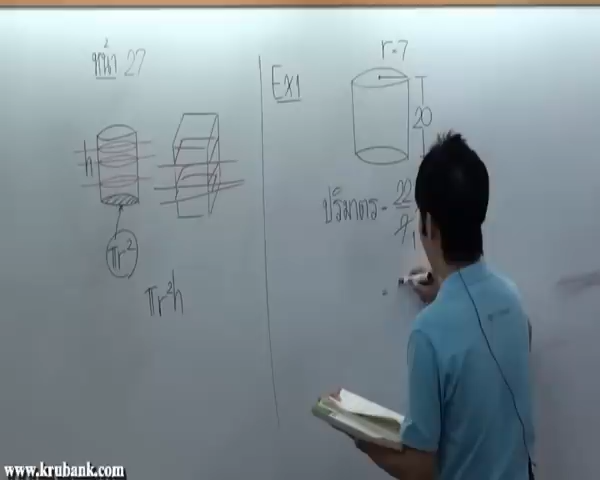 หน้า 27
h
πr²
πr²h
Ex1
r=7
20
ปริมาตร = 22
7 1
=
www.krubank.com